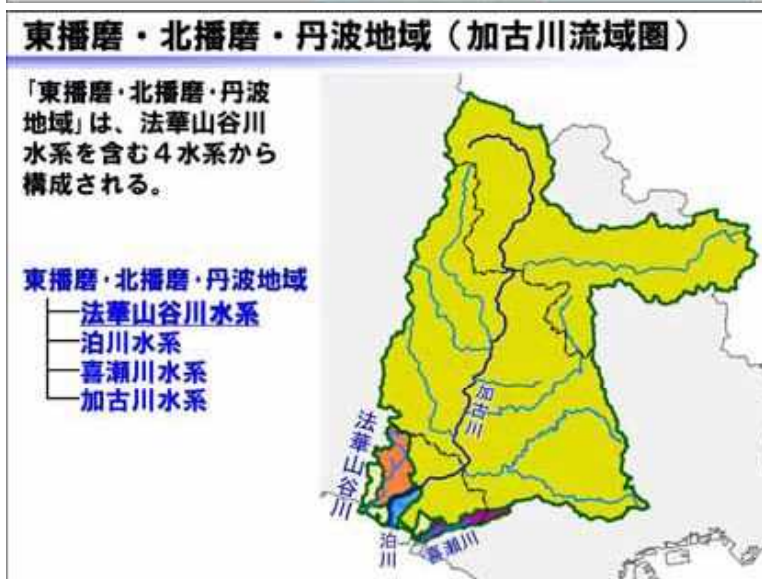 東播磨・北播磨・丹波地域（加古川流域圏）
「東播磨・北播磨・丹波
地域」は、法華山谷川
水系を含む４水系から
構成される。
東播磨・北播磨・丹波地域
法華山谷川水系
泊川水系
喜瀬川水系
加古川水系
加古川
法華山谷川
泊川
喜瀬川